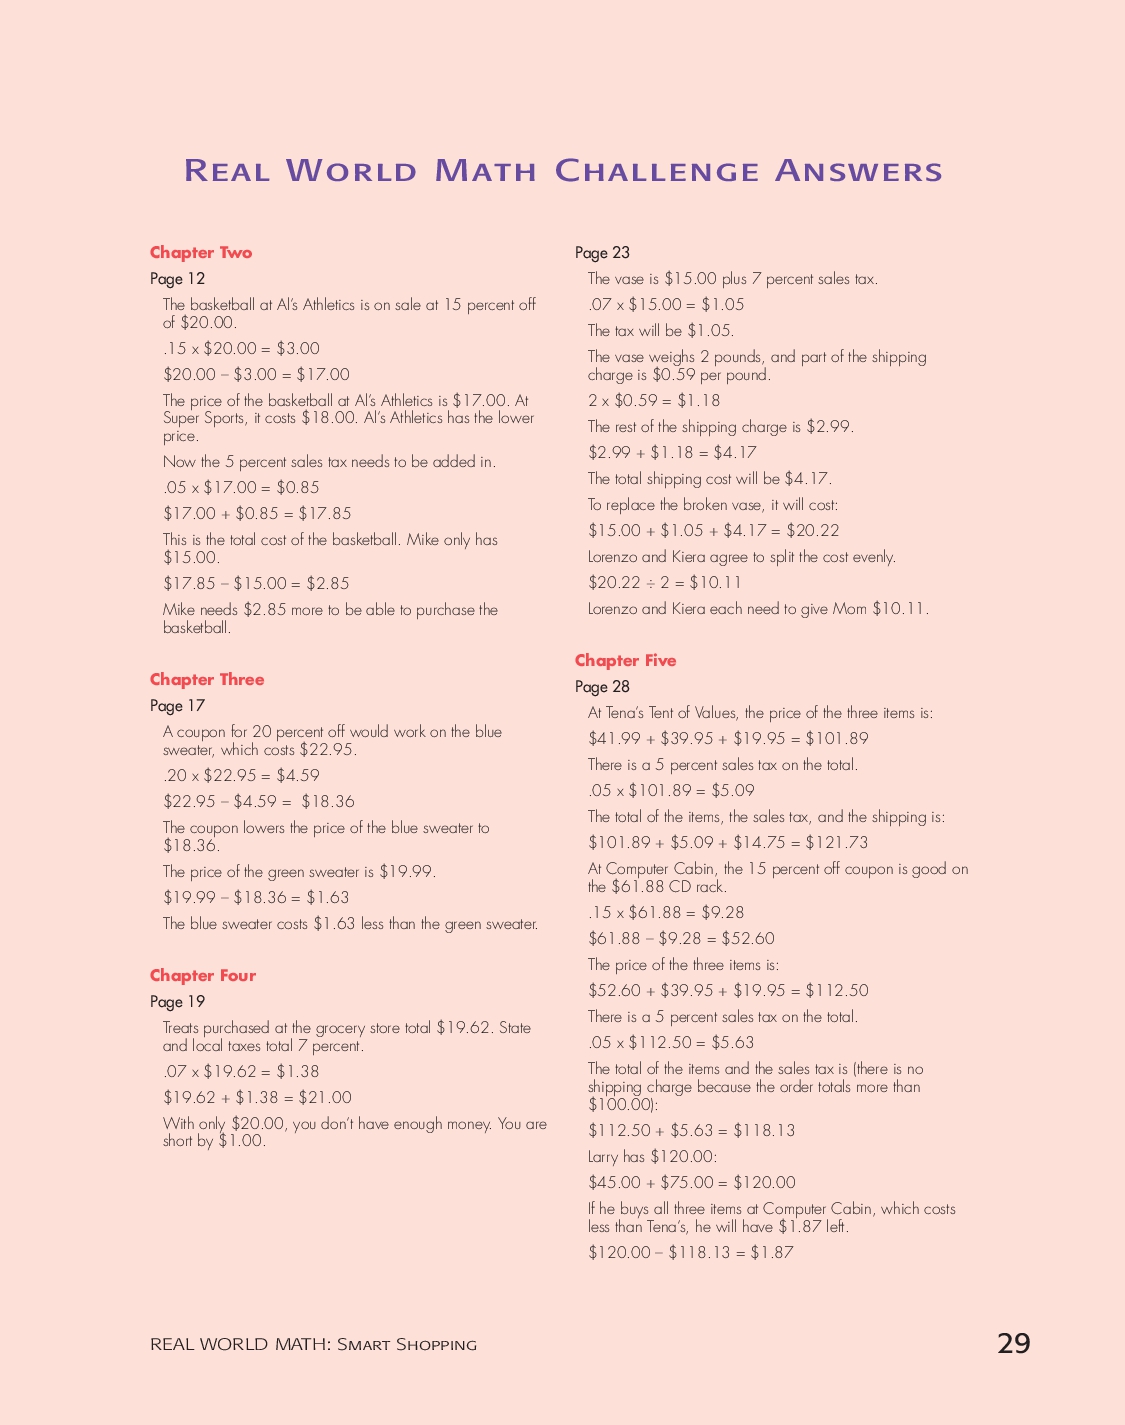 REAL WORLD MATH CHALLENGE ANSWERS
Chapter Two
Page 12
The basketball at Al's Athletics is on sale at 15 percent off
of $20.00.
.15 x $20.00 = $3.00
$20.00 – $3.00 = $17.00
The price of the basketball at Al's Athletics is $17.00. At
Super Sports, it costs $18.00. Al's Athletics has the lower
price.
Now the 5 percent sales tax needs to be added in.
.05 x $17.00 = $0.85
$17.00 + $0.85 = $17.85
This is the total cost of the basketball. Mike only has
$15.00.
$17.85 – $15.00 = $2.85
Mike needs $2.85 more to be able to purchase the
basketball.
Chapter Three
Page 17
A coupon for 20 percent off would work on the blue
sweater, which costs $22.95.
.20 x $22.95 = $4.59
$22.95 – $4.59 = $18.36
The coupon lowers the price of the blue sweater to
$18.36.
The price of the green sweater is $19.99.
$19.99 – $18.36 = $1.63
The blue sweater costs $1.63 less than the green sweater.
Chapter Four
Page 19
Treats purchased at the grocery store total $19.62. State
and local taxes total 7 percent.
.07 x $19.62 = $1.38
$19.62 + $1.38 = $21.00
With only $20.00, you don't have enough money. You are
short by $1.00.
Page 23
The vase is $15.00 plus 7 percent sales tax.
.07 x $15.00 = $1.05
The tax will be $1.05.
The vase weighs 2 pounds, and part of the shipping
charge is $0.59 per pound.
2 x $0.59 = $1.18
The rest of the shipping charge is $2.99.
$2.99 + $1.18 = $4.17
The total shipping cost will be $4.17.
To replace the broken vase, it will cost:
$15.00 + $1.05 + $4.17 = $20.22
Lorenzo and Kiera agree to split the cost evenly.
$20.22 ÷ 2 = $10.11
Lorenzo and Kiera each need to give Mom $10.11.
Chapter Five
Page 28
At Tena's Tent of Values, the price of the three items is:
$41.99 + $39.95 + $19.95 = $101.89
There is a 5 percent sales tax on the total.
.05 x $101.89 = $5.09
The total of the items, the sales tax, and the shipping is:
$101.89 + $5.09 + $14.75 = $121.73
At Computer Cabin, the 15 percent off coupon is good on
the $61.88 CD rack.
.15 x $61.88 = $9.28
$61.88 – $9.28 = $52.60
The price of the three items is:
$52.60 + $39.95 + $19.95 = $112.50
There is a 5 percent sales tax on the total.
.05 x $112.50 = $5.63
The total of the items and the sales tax is (there is no
shipping charge because the order totals more than
$100.00):
$112.50 + $5.63 = $118.13
Larry has $120.00:
$45.00 + $75.00 = $120.00
If he buys all three items at Computer Cabin, which costs
less than Tena's, he will have $1.87 left.
$120.00 – $118.13 = $1.87
REAL WORLD MATH: SMART SHOPPING
29